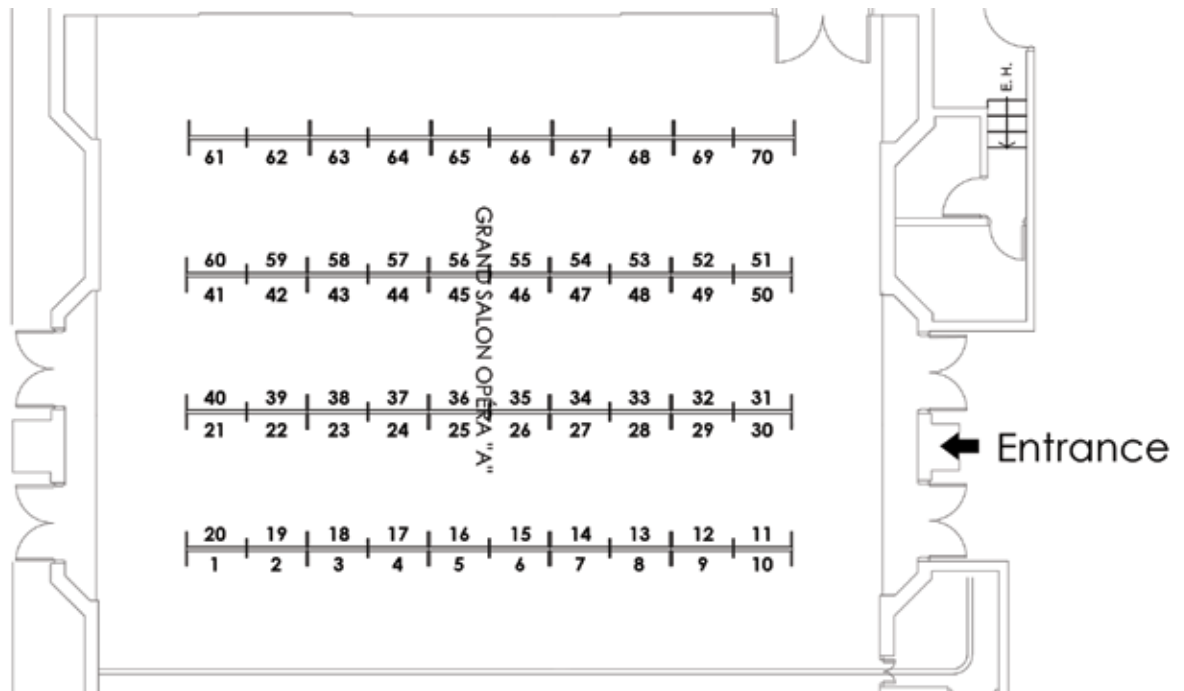 E. H.
61 62 63 64 65 66 67 68 69 70
GRAND SALON OPÉRA "A"
60 59 58 57 56 55 54 53 52 51
41 42 43 44 45 46 47 48 49 50
40 39 38 37 36 35 34 33 32 31
21 22 23 24 25 26 27 28 29 30
Entrance
20 19 18 17 16 15 14 13 12 11
1 2 3 4 5 6 7 8 9 10